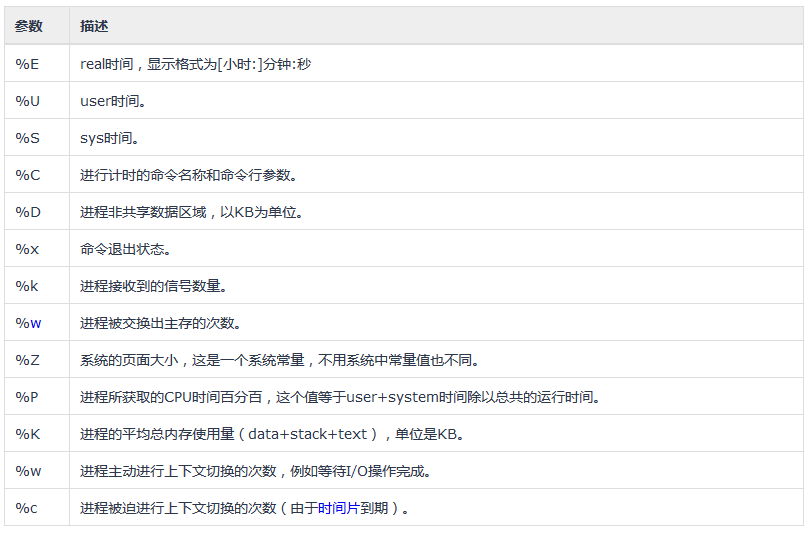 参数 描述
%E real时间，显示格式为[小时:]分钟:秒
%U user时间。
%S sys时间。
%C 进行计时的命令名称和命令行参数。
%D 进程非共享数据区域，以KB为单位。
%x 命令退出状态。
%k 进程接收到的信号数量。
%w 进程被交换出主存的次数。
%Z 系统的页面大小，这是一个系统常量，不用系统中常量值也不同。
%P 进程所获取的CPU时间百分百，这个值等于user+system时间除以总共的运行时间。
%K 进程的平均总内存使用量（data+stack+text），单位是KB。
%w 进程主动进行上下文切换的次数，例如等待I/O操作完成。
%c 进程被迫进行上下文切换的次数（由于时间片到期）。